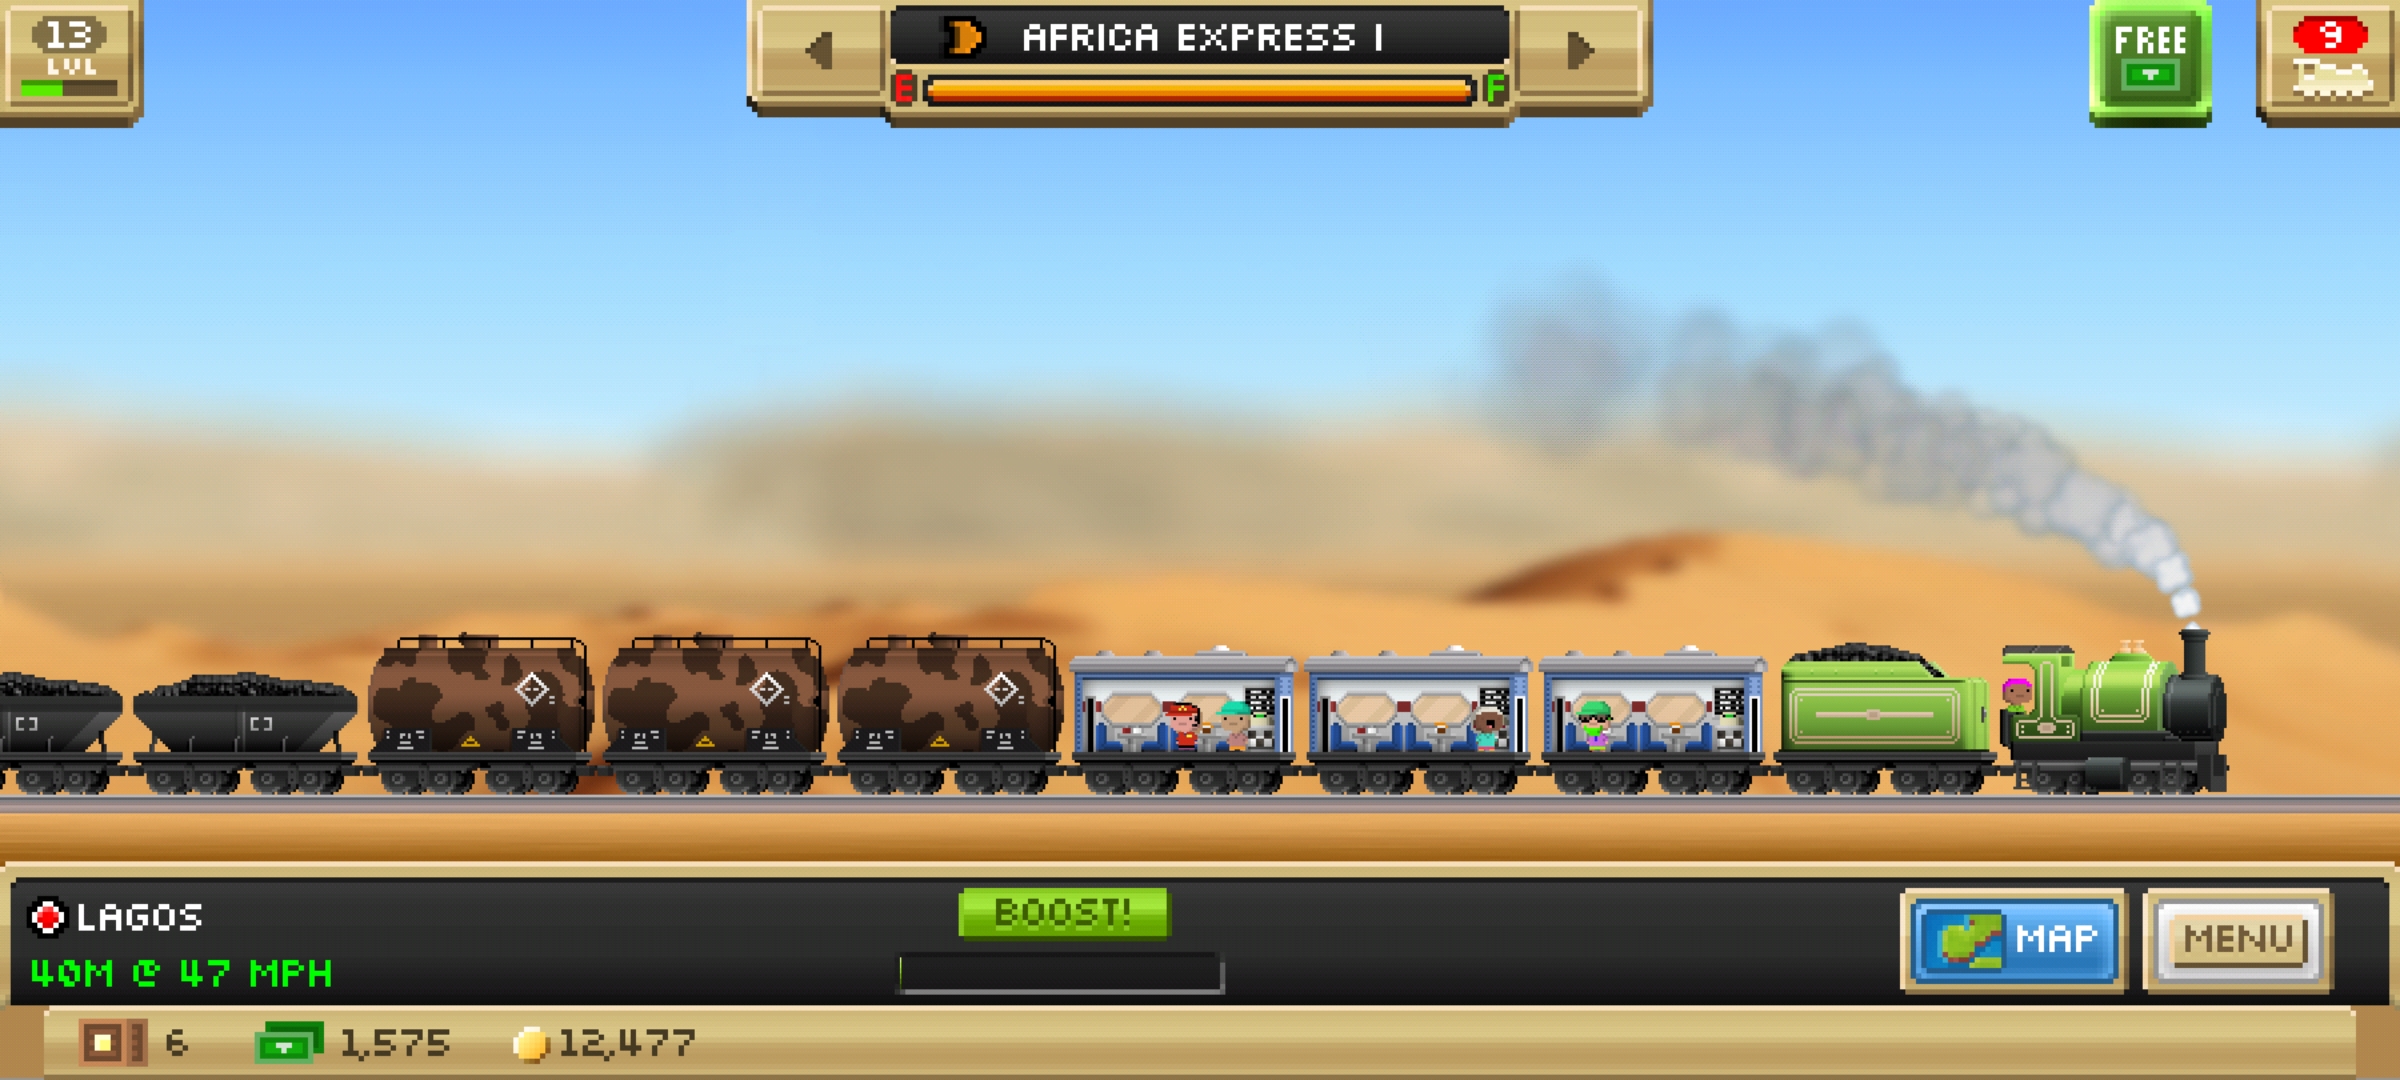 13
LVL
AFRICA EXPRESS I
E
F
FREE
9
LAGOS
40M @ 47 MPH
BOOST!
MAP
MENU
6
1,575
12,477